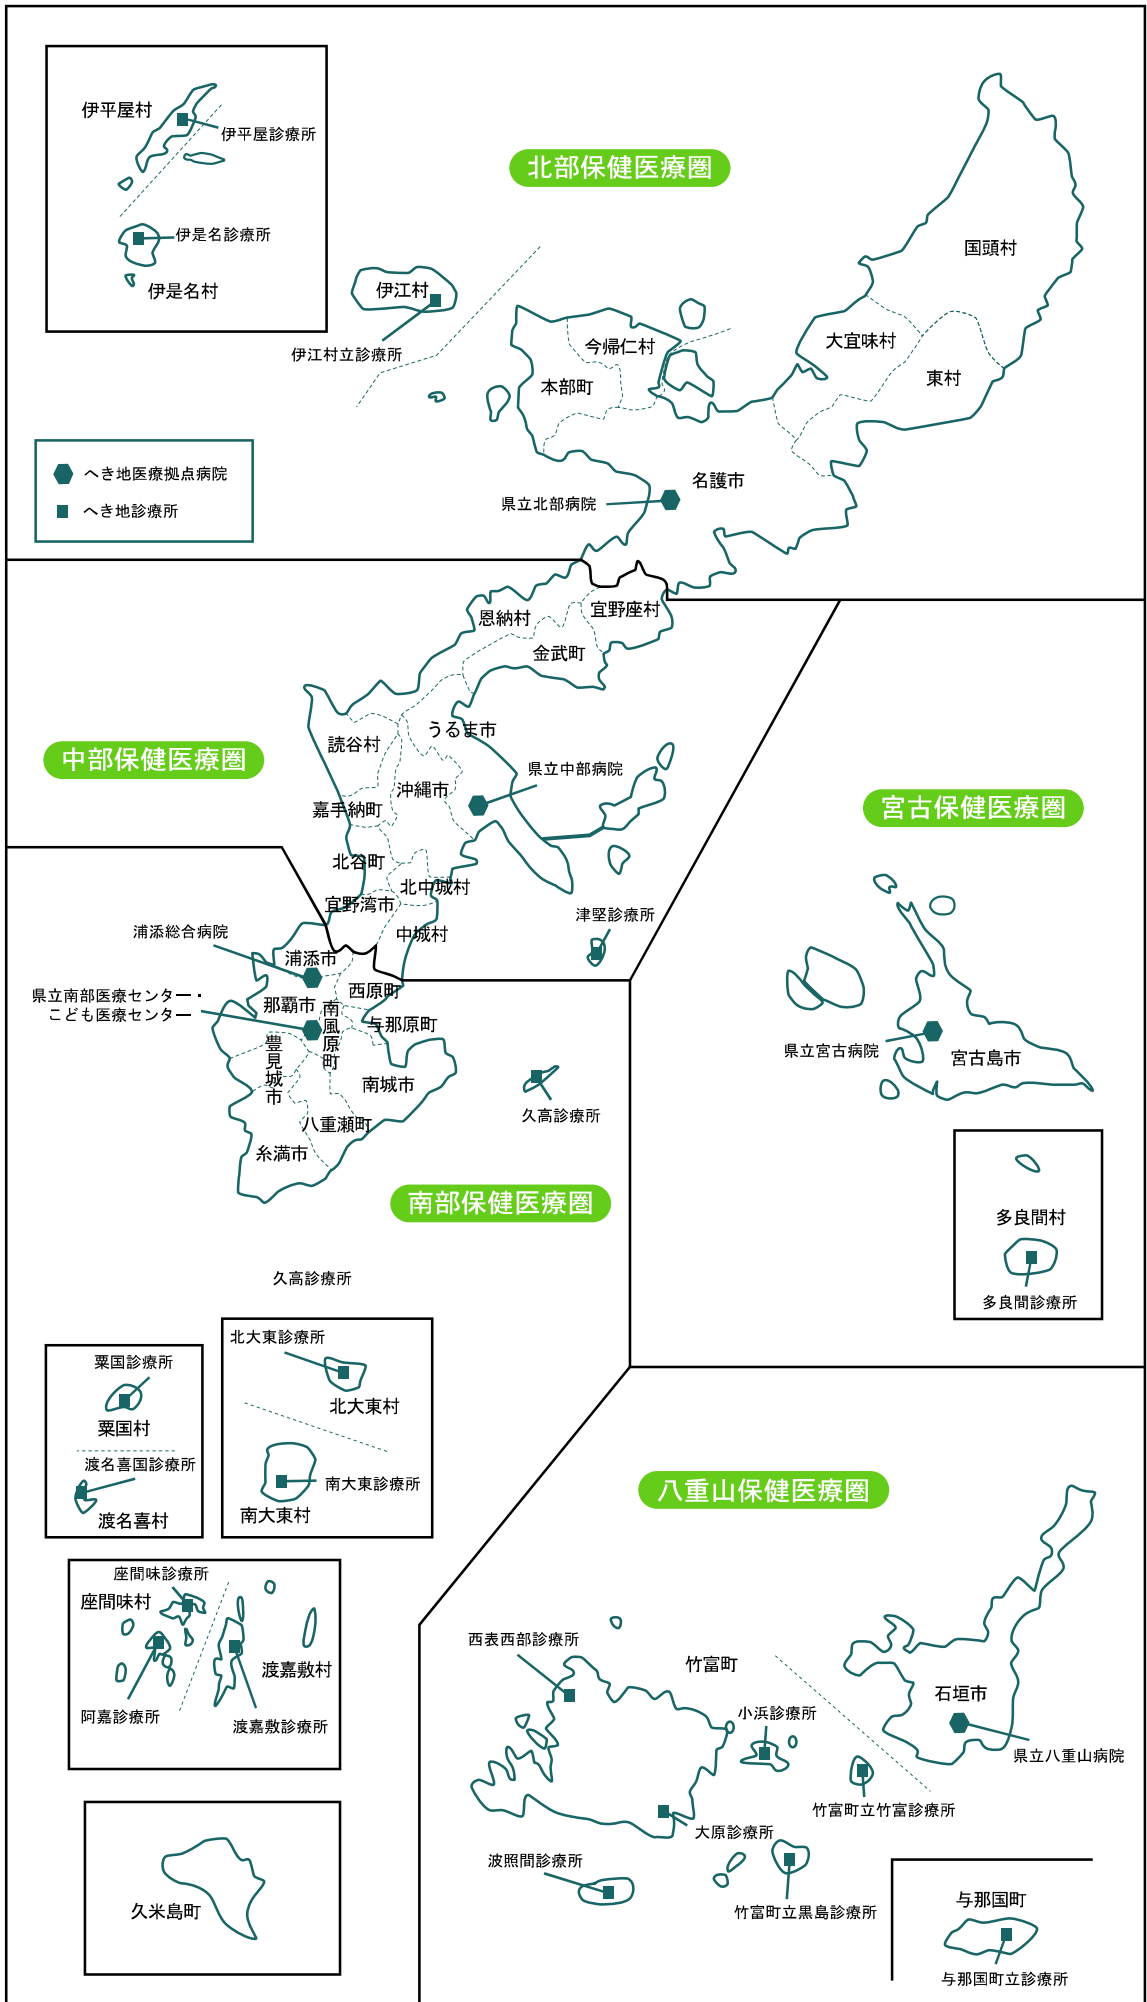 伊平屋村
伊平屋診療所
伊是名診療所
伊是名村
北部保健医療圏
国頭村
伊江村
大宜味村
今帰仁村
伊江村立診療所
東村
本部町
へき地医療拠点病院
へき地診療所
名護市
県立北部病院
宜野座村
恩納村
金武町
うるま市
読谷村
中部保健医療圏
県立中部病院
沖縄市
嘉手納町
宮古保健医療圏
北谷町
北中城村
宜野湾市
津堅診療所
浦添総合病院
中城村
浦添市
西原町
県立南部医療センター・
こども医療センター
那覇市
南風原町
与那原町
豊見城市
県立宮古病院
宮古島市
南城市
久高診療所
八重瀬町
糸満市
南部保健医療圏
多良間村
久高診療所
多良間診療所
北大東診療所
粟国診療所
北大東村
粟国村
渡名喜国診療所
南大東診療所
南大東村
渡名喜村
八重山保健医療圏
座間味診療所
座間味村
渡嘉敷村
阿嘉診療所
渡嘉敷診療所
西表西部診療所
竹富町
石垣市
小浜診療所
県立八重山病院
竹富町立竹富診療所
大原診療所
波照間診療所
竹富町立黒島診療所
久米島町
与那国町
与那国町立診療所